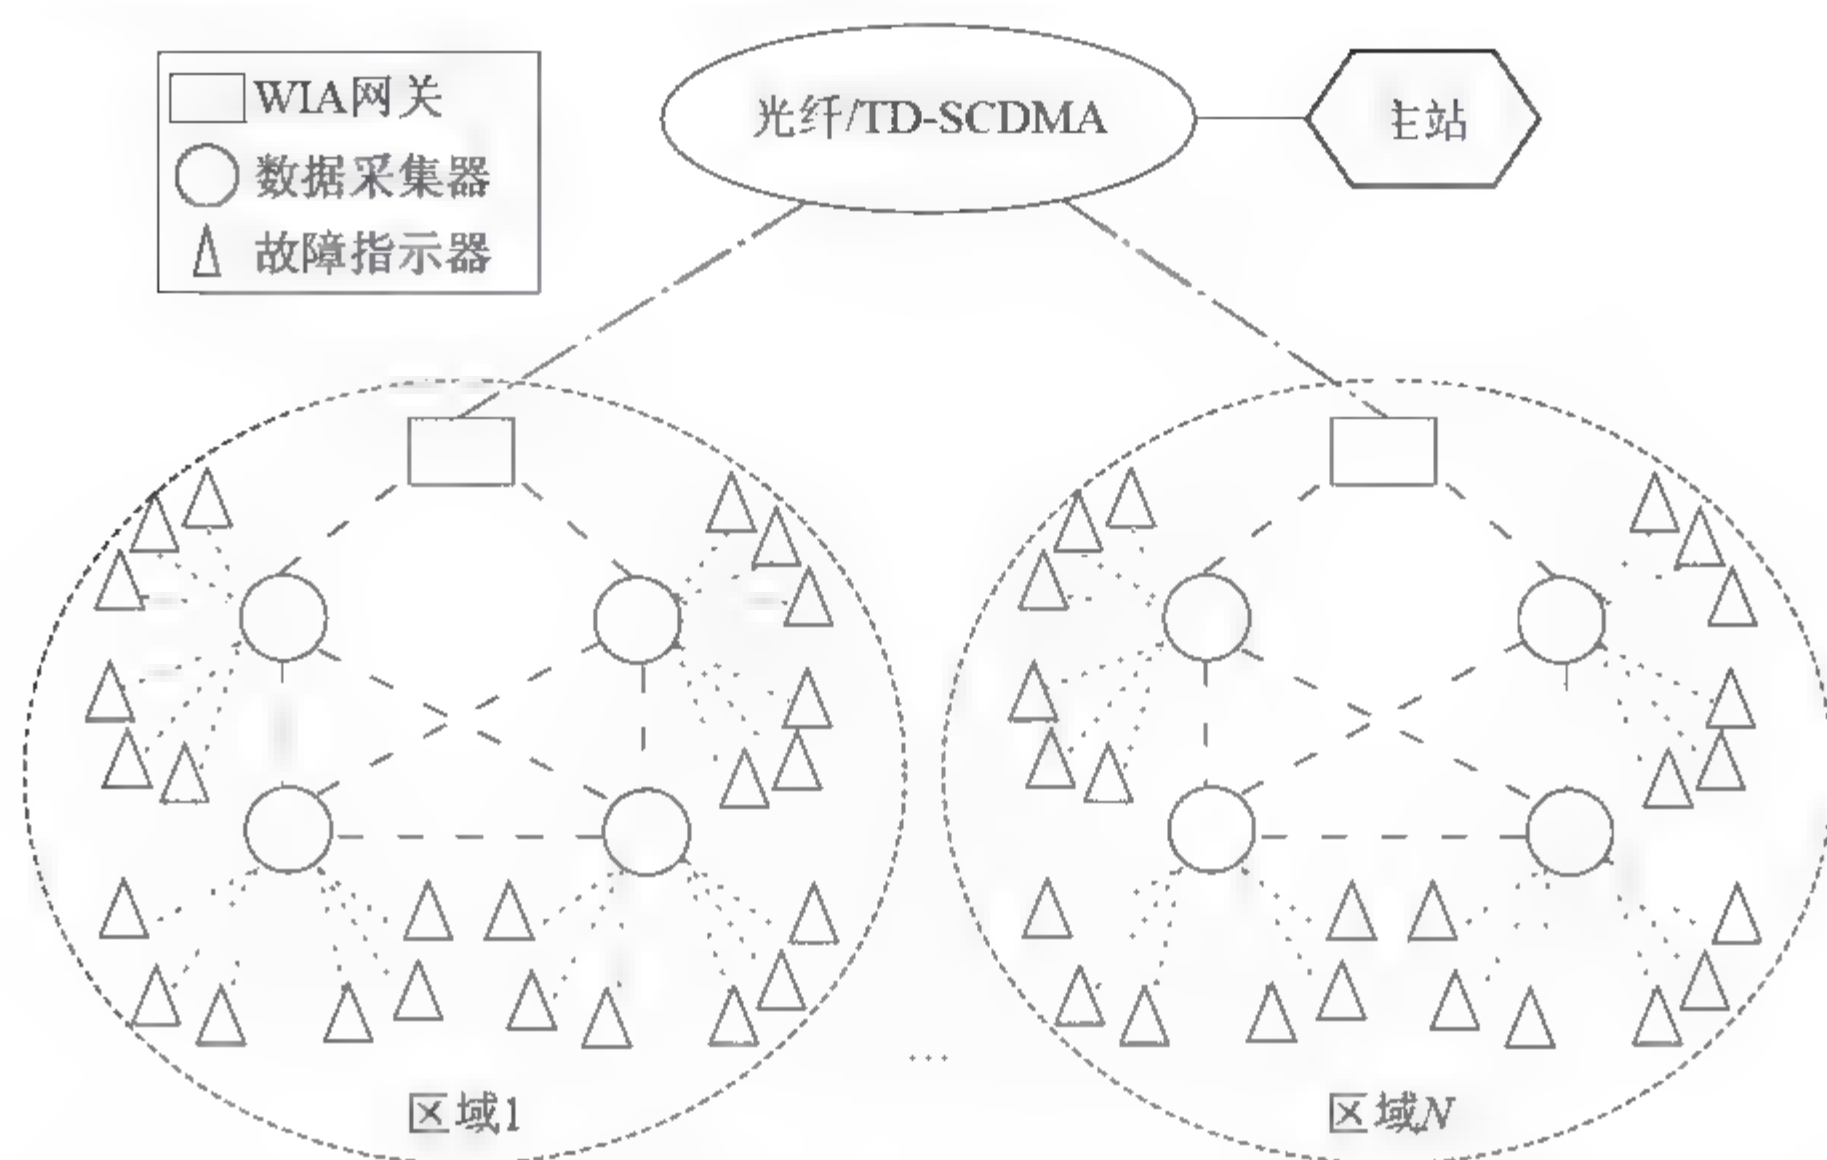 WIA网关
数据采集器
故障指示器
光纤/TD-SCDMA
主站
...
区域1
区域N